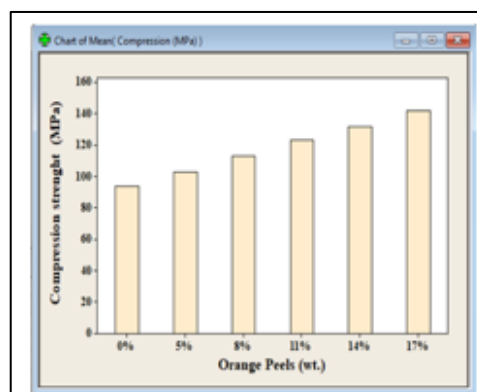 Chart of Mean( Compression (MPa) )
Compression strenght (MPa)
160
140
120
100
80
60
40
20
0
0% 5% 8% 11% 14% 17%
Orange Peels (wt.)